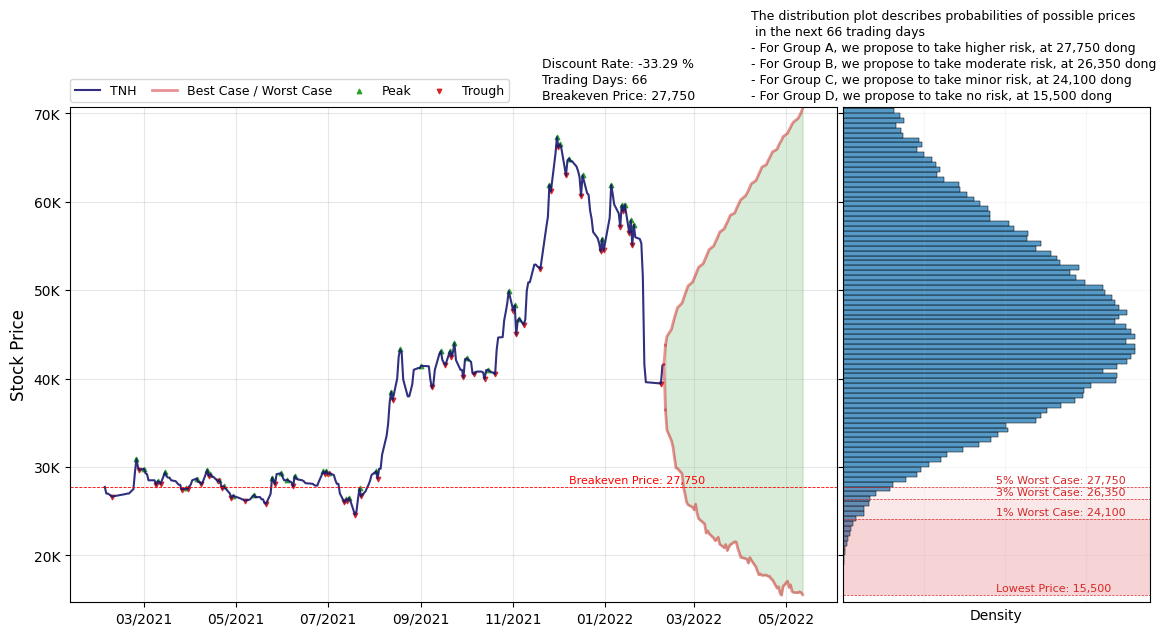 The distribution plot describes probabilities of possible prices
in the next 66 trading days
- For Group A, we propose to take higher risk, at 27,750 dong
- For Group B, we propose to take moderate risk, at 26,350 dong
- For Group C, we propose to take minor risk, at 24,100 dong
- For Group D, we propose to take no risk, at 15,500 dong
Discount Rate: -33.29 %
Trading Days: 66
Breakeven Price: 27,750
TNH Best Case / Worst Case Peak Trough
Stock Price
70K
60K
50K
40K
30K
20K
Breakeven Price: 27,750
5% Worst Case: 27,750
3% Worst Case: 26,350
1% Worst Case: 24,100
Lowest Price: 15,500
03/2021 05/2021 07/2021 09/2021 11/2021 01/2022 03/2022 05/2022
Density